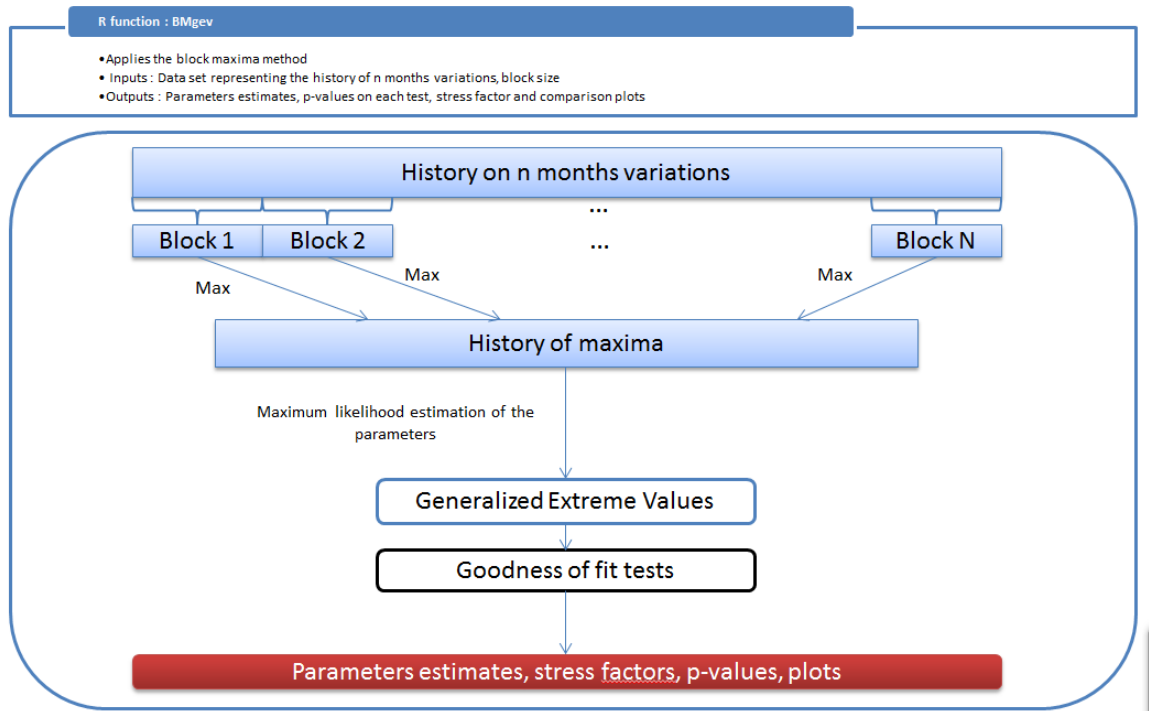 R function : BMgev
•Applies the block maxima method
• Inputs : Data set representing the history of n months variations, block size
•Outputs : Parameters estimates, p-values on each test, stress factor and comparison plots
History on n months variations
...
Block 1
Block 2
...
Block N
Max
Max
Max
History of maxima
Maximum likelihood estimation of the
parameters
Generalized Extreme Values
Goodness of fit tests
Parameters estimates, stress factors, p-values, plots